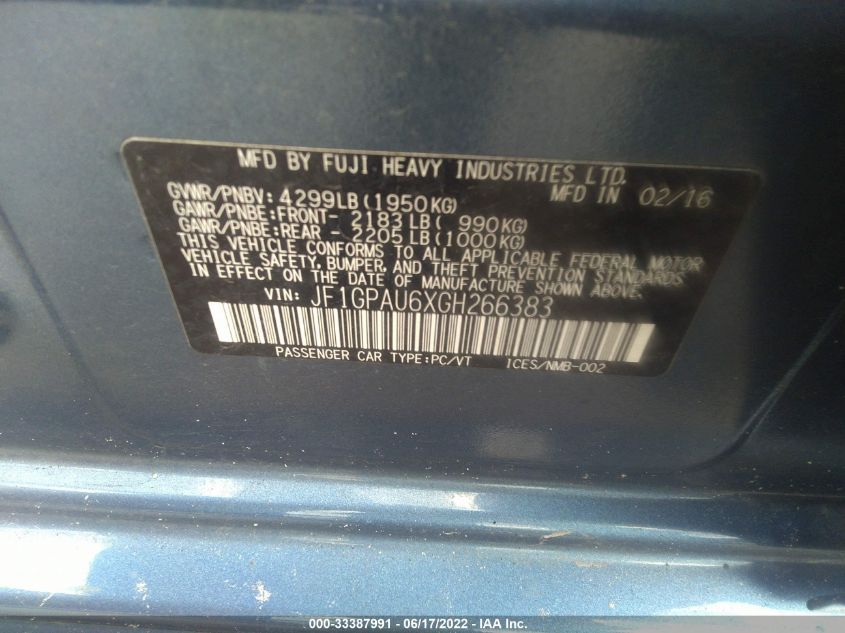 MFD BY FUJI HEAVY INDUSTRIES LTD.
GVWR/PNBV: 4299LB(1950KG) MFD IN 02/16
GAWR/PNBE:FRONT- 2183LB( 990KG)
GAWR/PNBE:REAR - 2205LB(1000KG)
THIS VEHICLE CONFORMS TO ALL APPLICABLE FEDERAL MOTOR
VEHICLE SAFETY, BUMPER, AND THEFT PREVENTION STANDARDS
IN EFFECT ON THE DATE OF MANUFACTURE SHOWN ABOVE.
VIN: JF1GPAU6XGH266383
PASSENGER CAR TYPE:PC/VT ICES/NMB-002
000-33387991 - 06/17/2022 - IAA Inc.